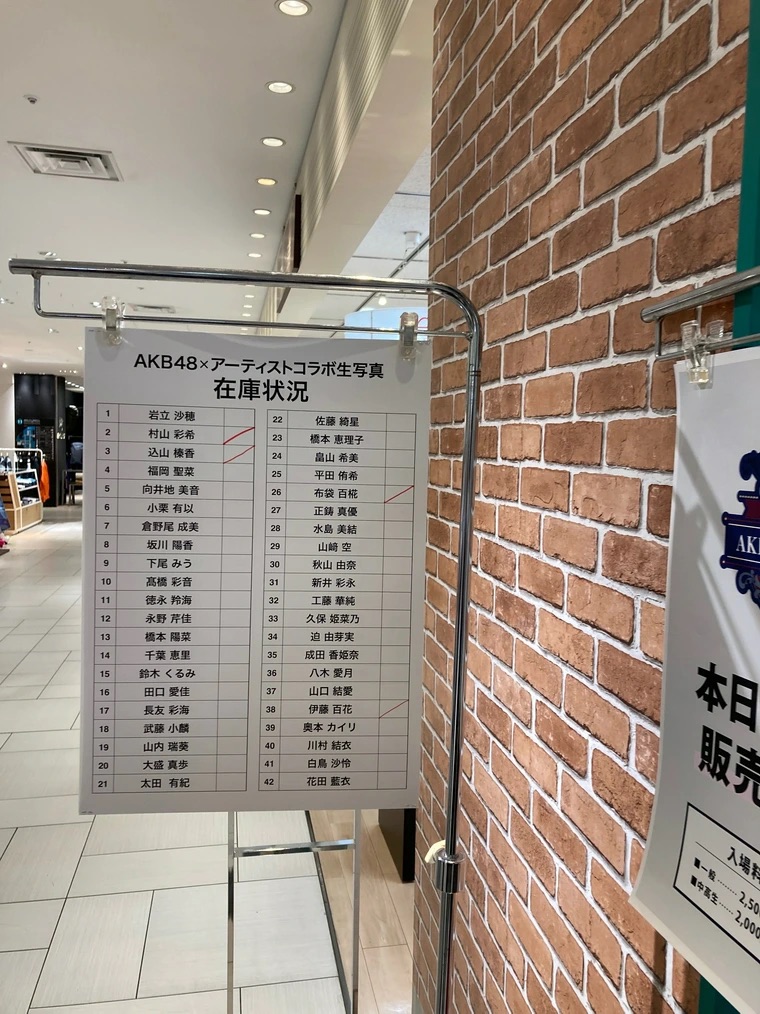 AKB48×アーティストコラボ生写真
在庫状況
1 岩立 沙穂
2 村山 彩希
3 込山 榛香
4 福岡 聖菜
5 向井地 美音
6 小栗 有以
7 倉野尾 成美
8 坂川 陽香
9 下尾 みう
10 髙橋 彩音
11 徳永 羚海
12 永野 芹佳
13 橋本 陽菜
14 千葉 恵里
15 鈴木 くるみ
16 田口 愛佳
17 長友 彩海
18 武藤 小麟
19 山内 瑞葵
20 大盛 真歩
21 太田 有紀
22 佐藤 綺星
23 橋本 恵理子
24 畠山 希美
25 平田 侑希
26 布袋 百椛
27 正鋳 真優
28 水島 美結
29 山﨑 空
30 秋山 由奈
31 新井 彩永
32 工藤 華純
33 久保 姫菜乃
34 迫 由芽実
35 成田 香姫奈
36 八木 愛月
37 山口 結愛
38 伊藤 百花
39 奥本 カイリ
40 川村 結衣
41 白鳥 沙怜
42 花田 藍衣
本日
販売
入場料
■一般……2,50
■中高生……2,000